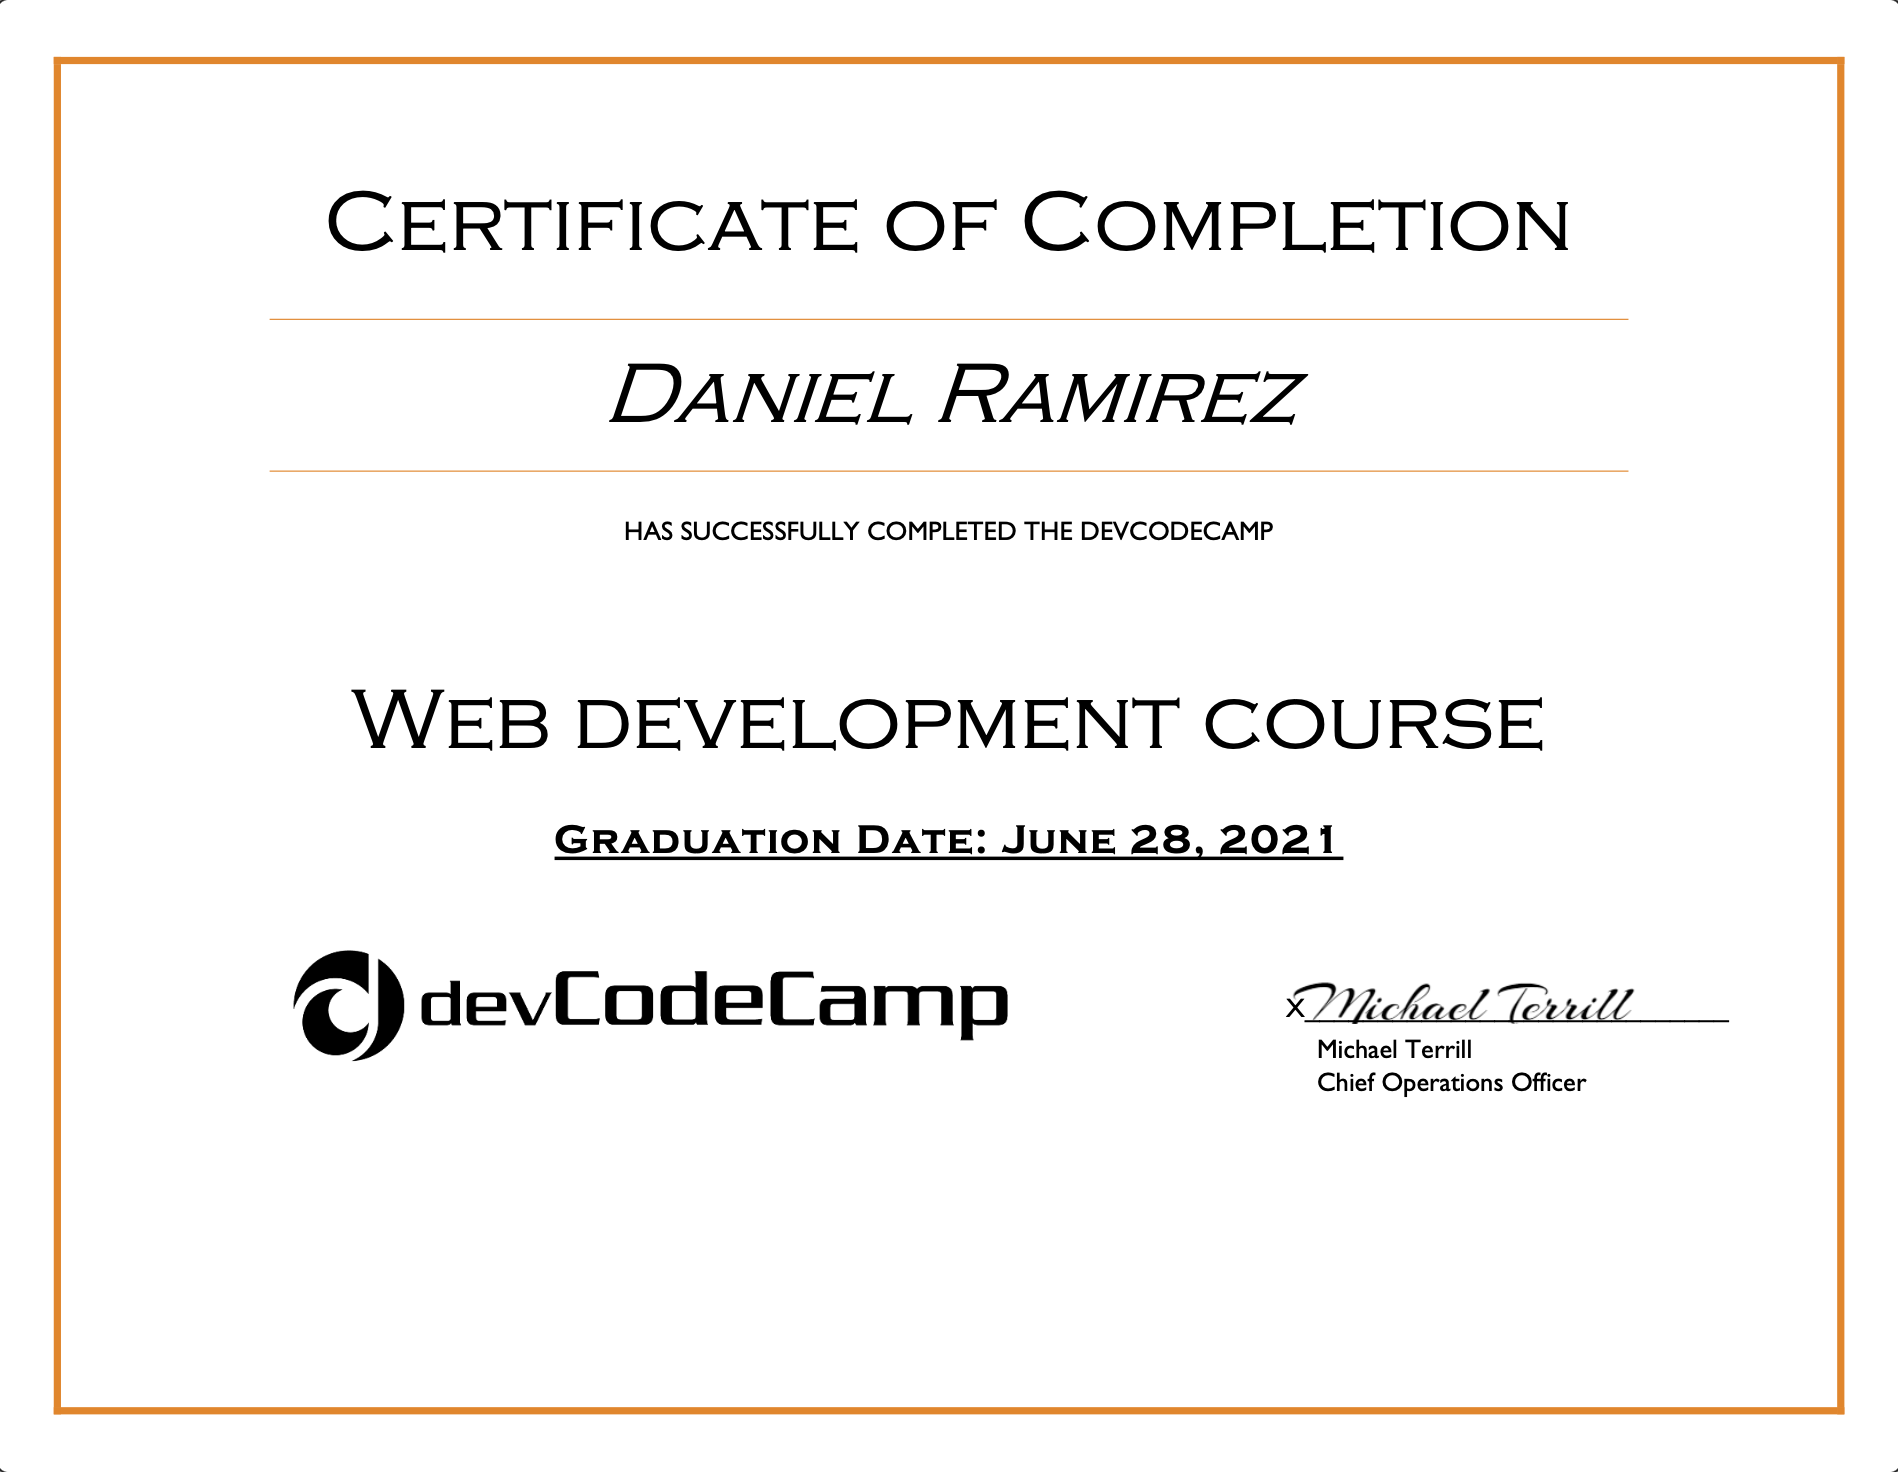 Certificate of Completion
Daniel Ramirez
HAS SUCCESSFULLY COMPLETED THE DEVCODECAMP
Web development course
Graduation Date: June 28, 2021
devCodeCamp
x Michael Terrill
Michael Terrill
Chief Operations Officer